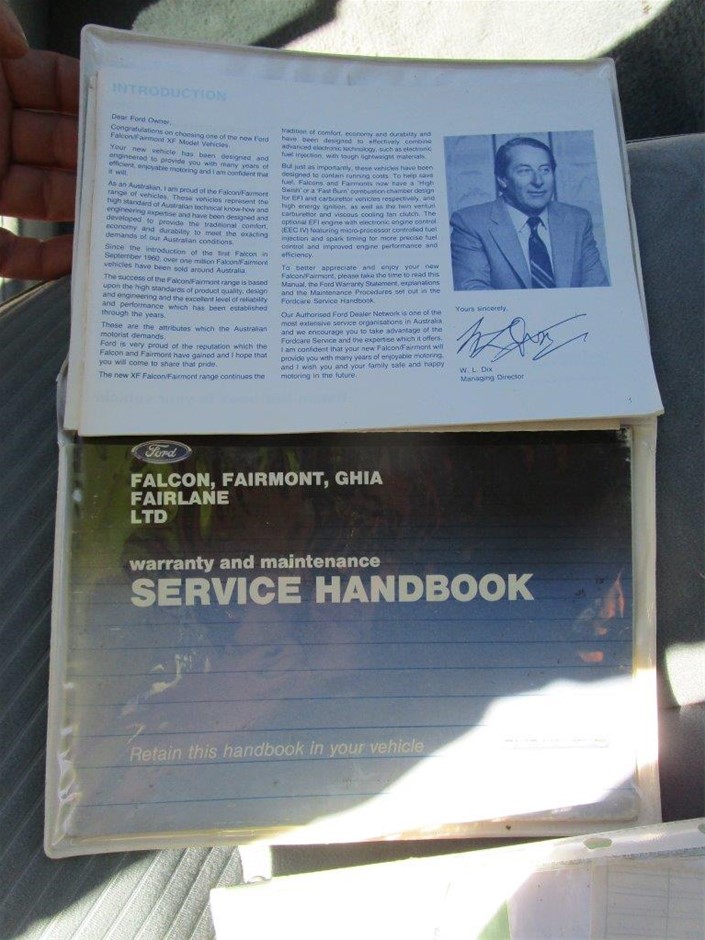 INTRODUCTION
Dear Ford Owner,
Congratulations on choosing one of the new Ford
Falcon/Fairmont XF Model Vehicles.
Your new vehicle has been designed and
engineered to provide you with many years of
efficient, enjoyable motoring and I am confident that
it will.
As an Australian, I am proud of the Falcon/Fairmont
range of vehicles. These vehicles represent the
high standard of Australian technical know-how and
engineering expertise and have been designed and
developed to provide the traditional comfort,
economy and durability to meet the exacting
demands of our Australian conditions.
Since the introduction of the first Falcon in
September 1960, over one million Falcon/Fairmont
vehicles have been sold around Australia.
The success of the Falcon/Fairmont range is based
upon the high standards of product quality, design
and engineering and the excellent level of reliability
and performance which has been established
through the years.
These are the attributes which the Australian
motorist demands.
Ford is very proud of the reputation which the
Falcon and Fairmont have gained and I hope that
you will come to share that pride.
The new XF Falcon/Fairmont range continues the
tradition of comfort, economy and durability and
have been designed to effectively combine
advanced electronic technology, such as electronic
fuel injection, with tough lightweight materials.
But just as importantly, these vehicles have been
designed to contain running costs. To help save
fuel, Falcons and Fairmonts now have a 'High
Swish' or a 'Fast Burn' combustion chamber design
for EFI and carburettor vehicles respectively, and
high energy ignition, as well as the twin venturi
carburettor and viscous cooling fan clutch. The
optional EFI engine with electronic engine control
(EEC IV) featuring micro-processor controlled fuel
injection and spark timing for more precise fuel
control and improved engine performance and
efficiency.
To better appreciate and enjoy your new
Falcon/Fairmont, please take the time to read this
Manual, the Ford Warranty Statement, explanations
and the Maintenance Procedures set out in the
Fordcare Service Handbook.
Our Authorised Ford Dealer Network is one of the
most extensive service organisations in Australia
and we encourage you to take advantage of the
Fordcare Service and the expertise which it offers.
I am confident that your new Falcon/Fairmont will
provide you with many years of enjoyable motoring,
and I wish you and your family safe and happy
motoring in the future.
Yours sincerely,
W. L. Dix
Managing Director
1
Ford
FALCON, FAIRMONT, GHIA
FAIRLANE
LTD
warranty and maintenance
SERVICE HANDBOOK
Retain this handbook in your vehicle